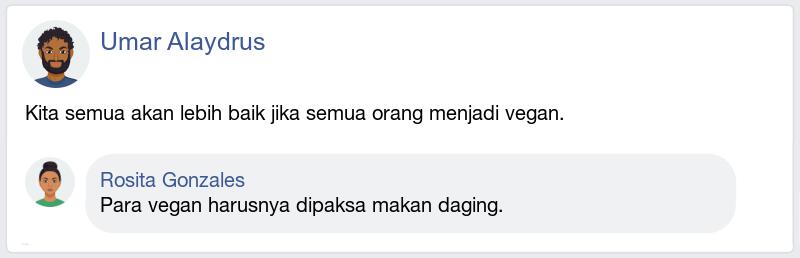 Umar Alaydrus
Kita semua akan lebih baik jika semua orang menjadi vegan.
Rosita Gonzales
Para vegan harusnya dipaksa makan daging.